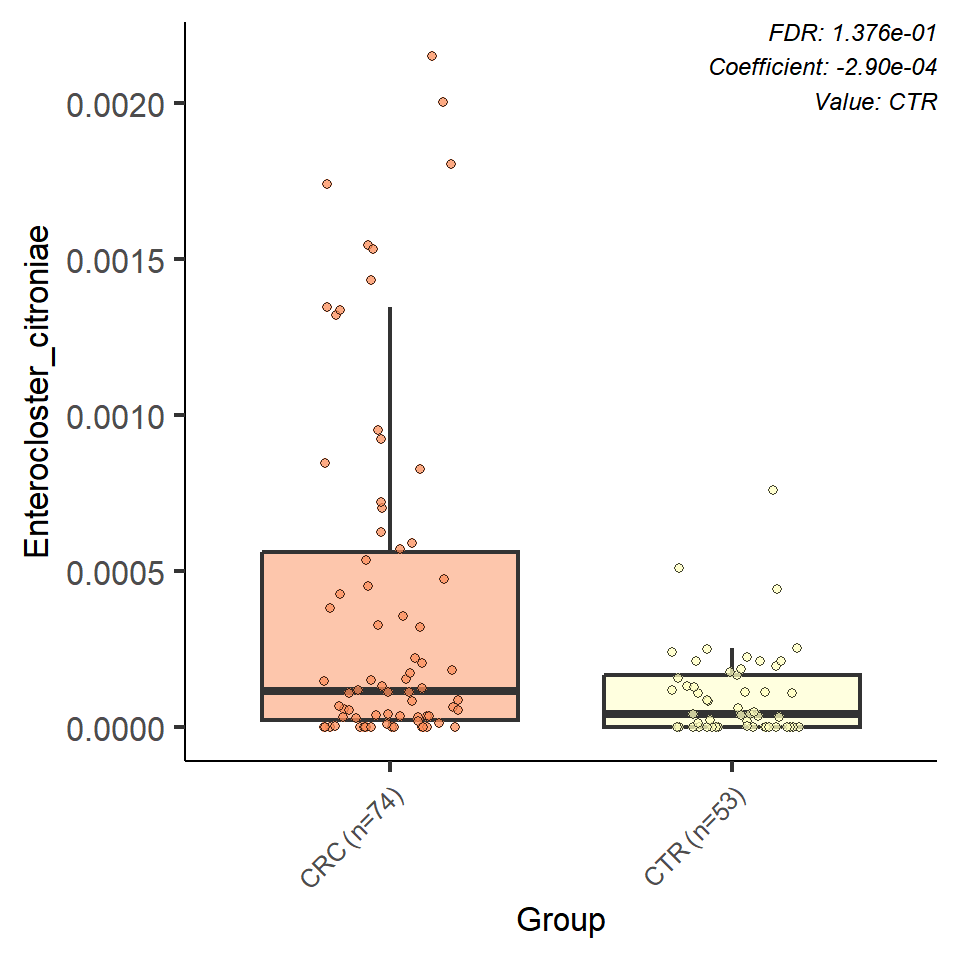 FDR: 1.376e-01
Coefficient: -2.90e-04
Value: CTR
Enterocloster_citroniae
0.0020
0.0015
0.0010
0.0005
0.0000
CRC (n=74)
CTR (n=53)
Group